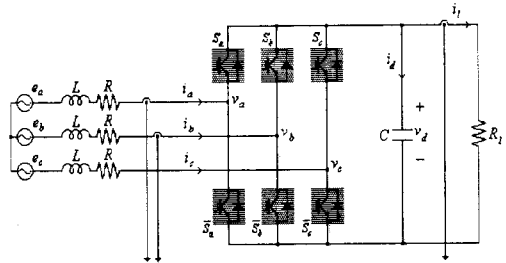 S_a S_b S_c i_l
i_d
e_a L R i_a v_a
+
e_b L R i_b v_b C v_d R_l
−
e_c L R i_c v_c
S̄_a S̄_b S̄_c